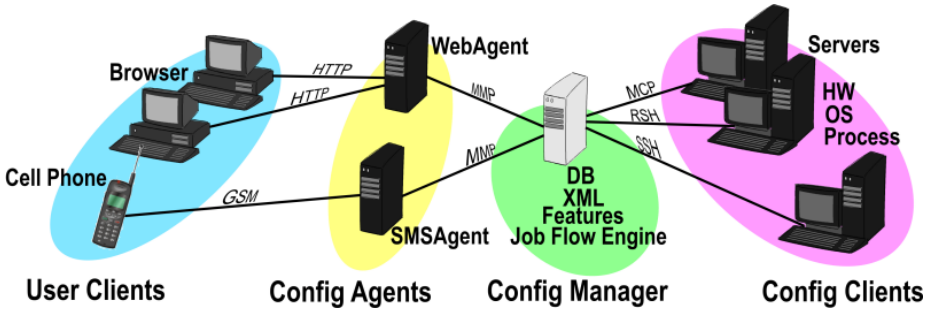 Browser
HTTP
HTTP
Cell Phone
GSM
User Clients
WebAgent
SMSAgent
Config Agents
MMP
MMP
DB
XML
Features
Job Flow Engine
Config Manager
MCP
RSH
SSH
Servers
HW
OS
Process
Config Clients